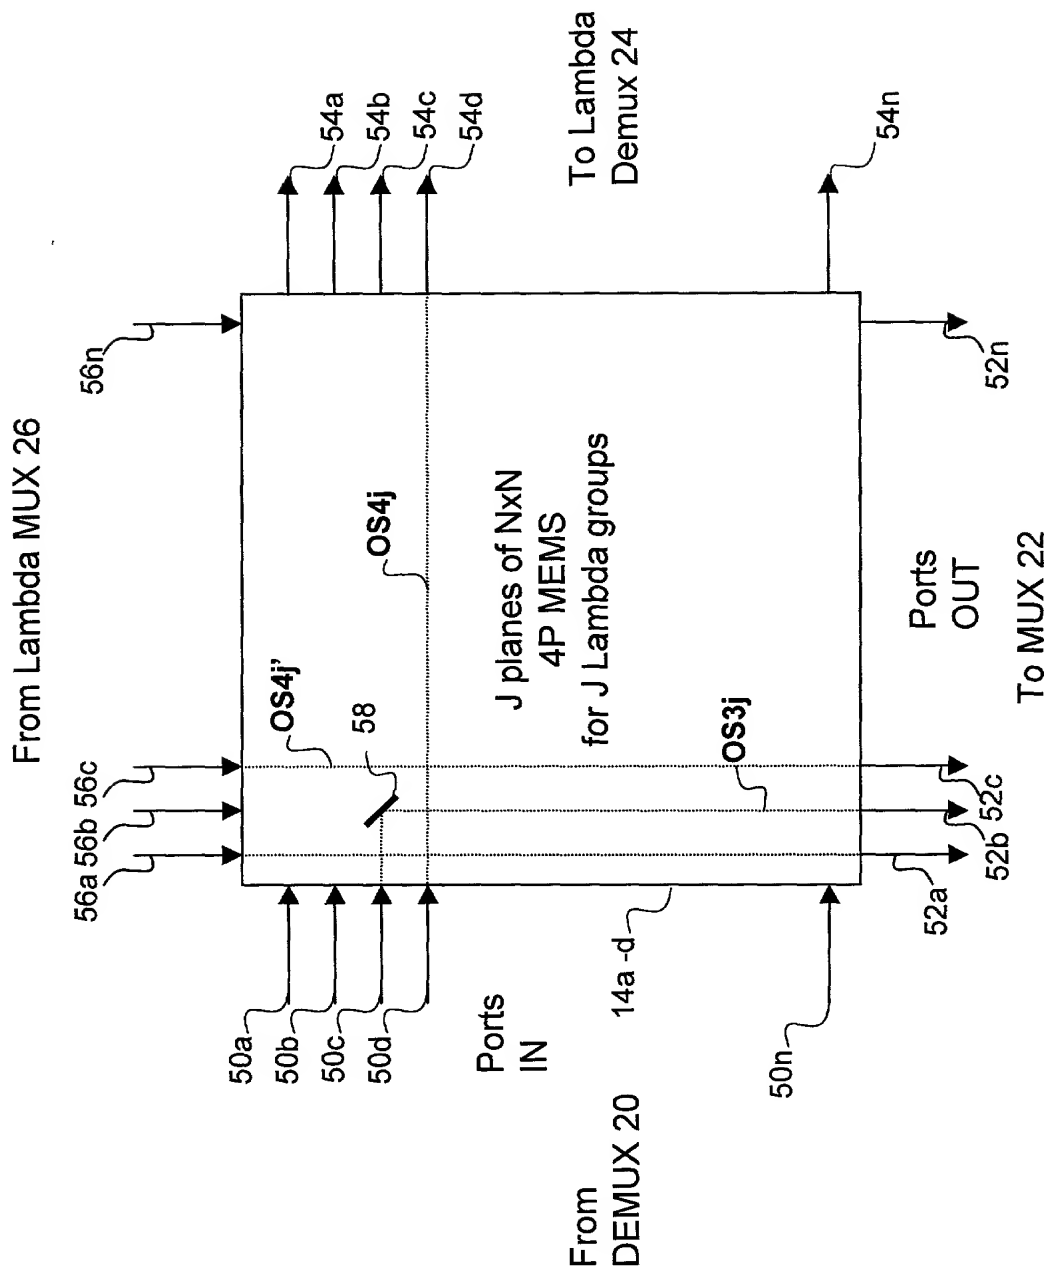 From Lambda MUX 26
56a
56b
56c
56n
54a
54b
54c
54d
54n
To Lambda
Demux 24
OS4j'
58
OS4j
J planes of NxN
4P MEMS
for J Lambda groups
OS3j
50a
50b
50c
50d
50n
Ports
IN
14a -d
From
DEMUX 20
52a
52b
52c
52n
Ports
OUT
To MUX 22